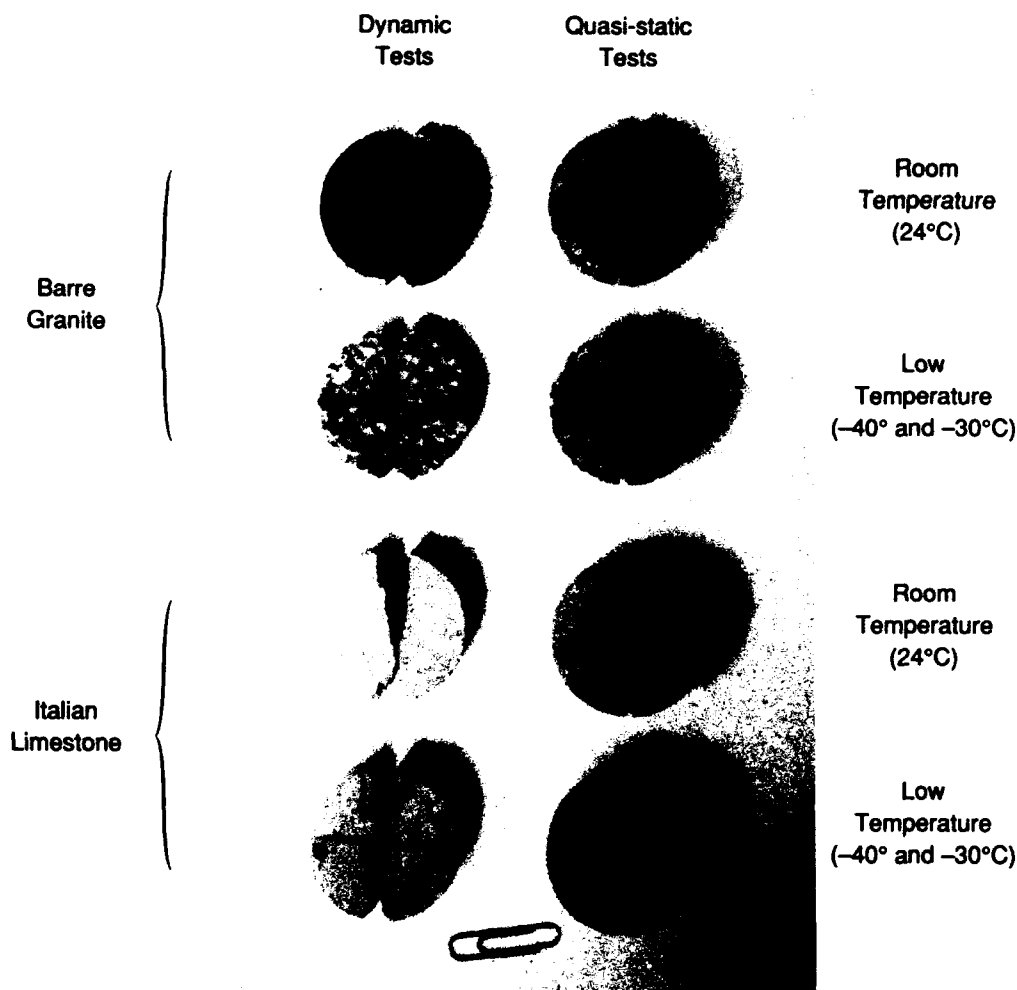 Dynamic
Tests
Quasi-static
Tests
Barre
Granite
Room
Temperature
(24°C)
Low
Temperature
(–40° and –30°C)
Italian
Limestone
Room
Temperature
(24°C)
Low
Temperature
(–40° and –30°C)